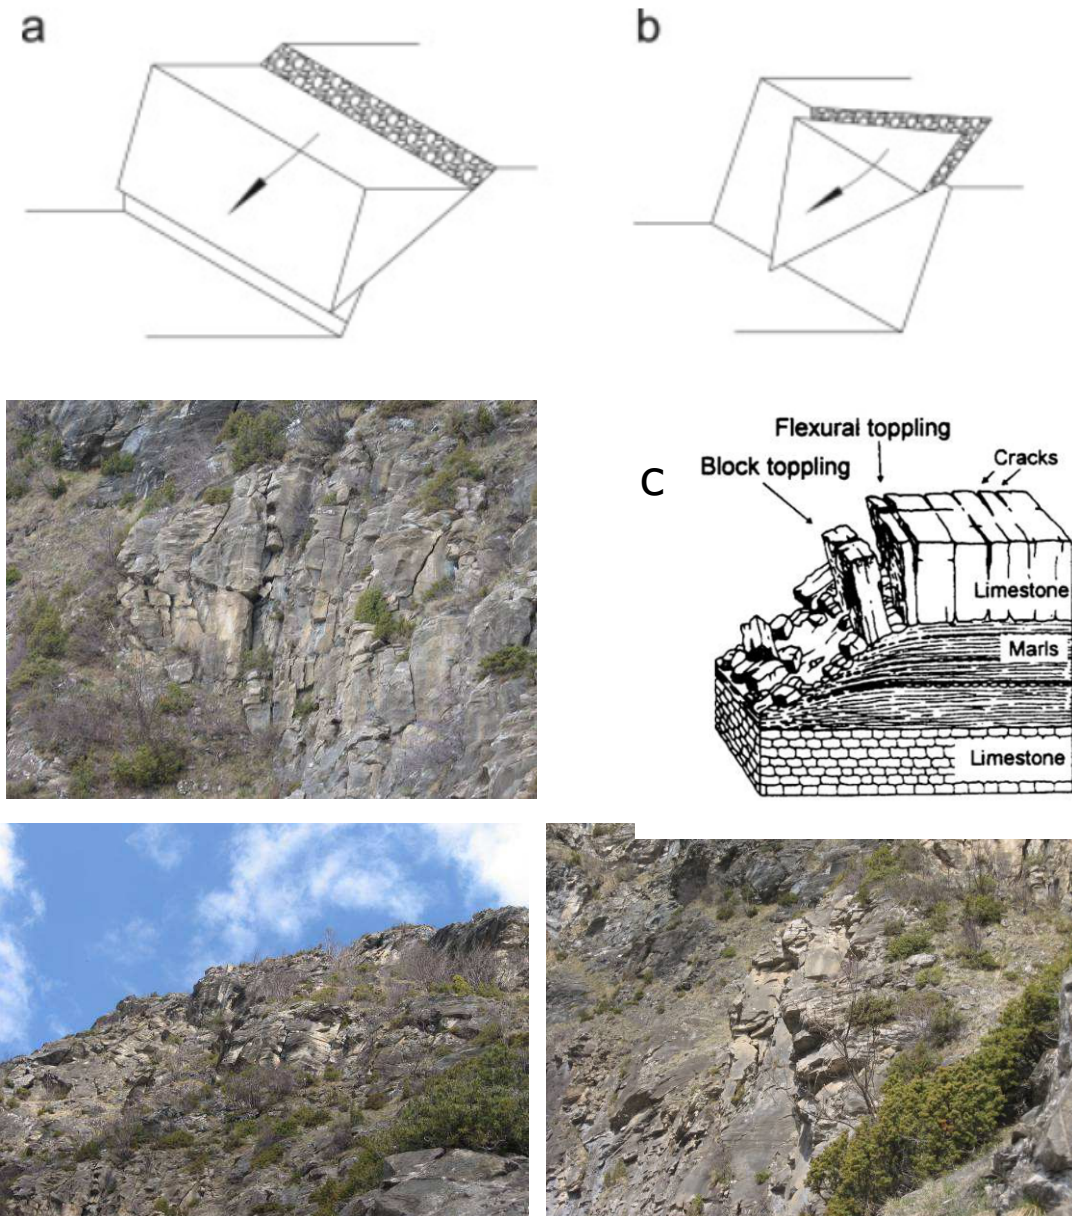 a
b
Flexural toppling
Block toppling
C
Cracks
Limestone
Marls
Limestone